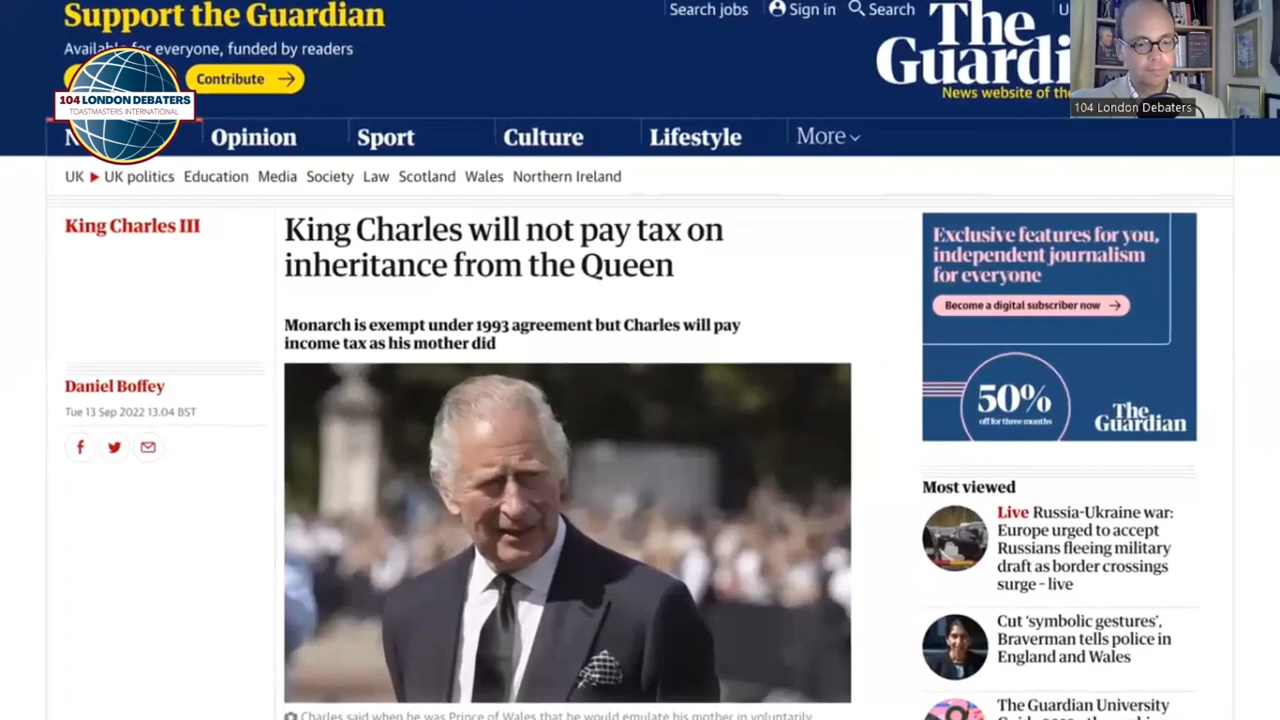 Support the Guardian
Available for everyone, funded by readers
Contribute →
Search jobs
Sign in
Search
The
Guardi
News website of the
104 LONDON DEBATERS
TOASTMASTERS INTERNATIONAL
104 London Debaters
N
Opinion
Sport
Culture
Lifestyle
More
UK ▶ UK politics Education Media Society Law Scotland Wales Northern Ireland
King Charles III
King Charles will not pay tax on
inheritance from the Queen
Monarch is exempt under 1993 agreement but Charles will pay
income tax as his mother did
Daniel Boffey
Tue 13 Sep 2022 13.04 BST
Charles said when he was Prince of Wales that he would emulate his mother in voluntarily
Exclusive features for you,
independent journalism
for everyone
Become a digital subscriber now →
50%
off for three months
The
Guardian
Most viewed
Live Russia-Ukraine war:
Europe urged to accept
Russians fleeing military
draft as border crossings
surge – live
Cut ‘symbolic gestures’,
Braverman tells police in
England and Wales
The Guardian University